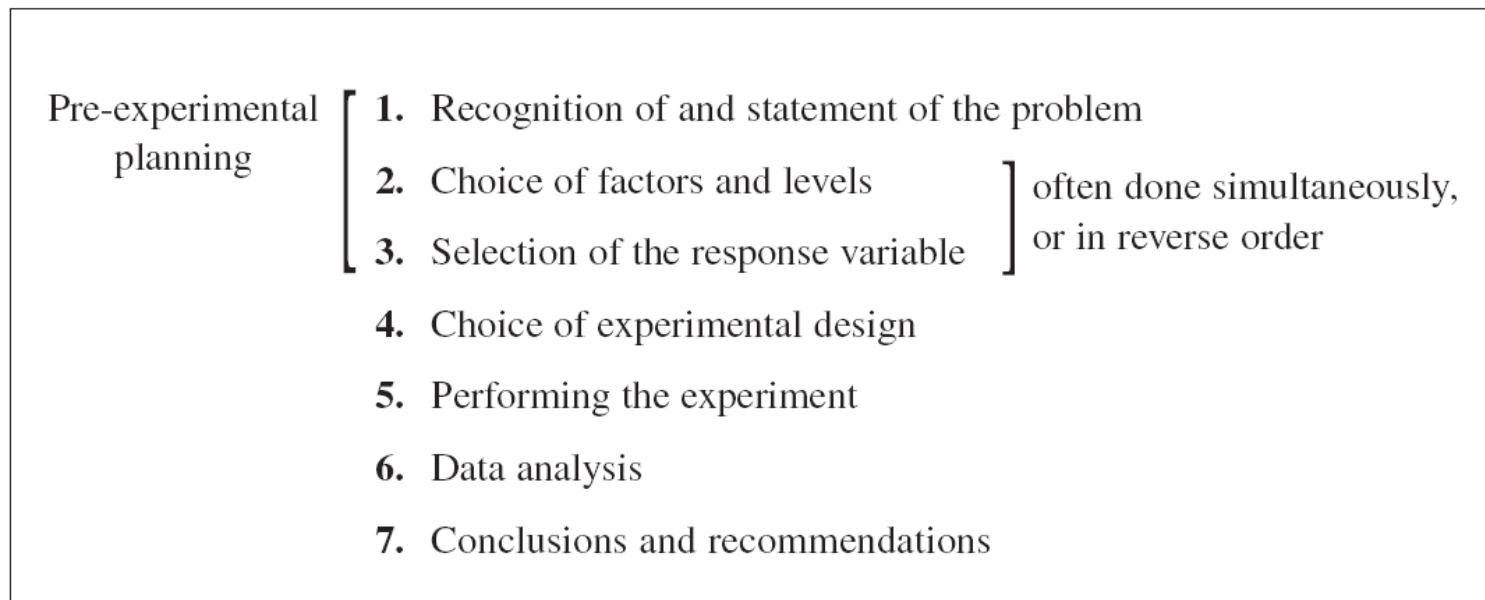 Pre-experimental
planning
1. Recognition of and statement of the problem
2. Choice of factors and levels
3. Selection of the response variable
often done simultaneously,
or in reverse order
4. Choice of experimental design
5. Performing the experiment
6. Data analysis
7. Conclusions and recommendations